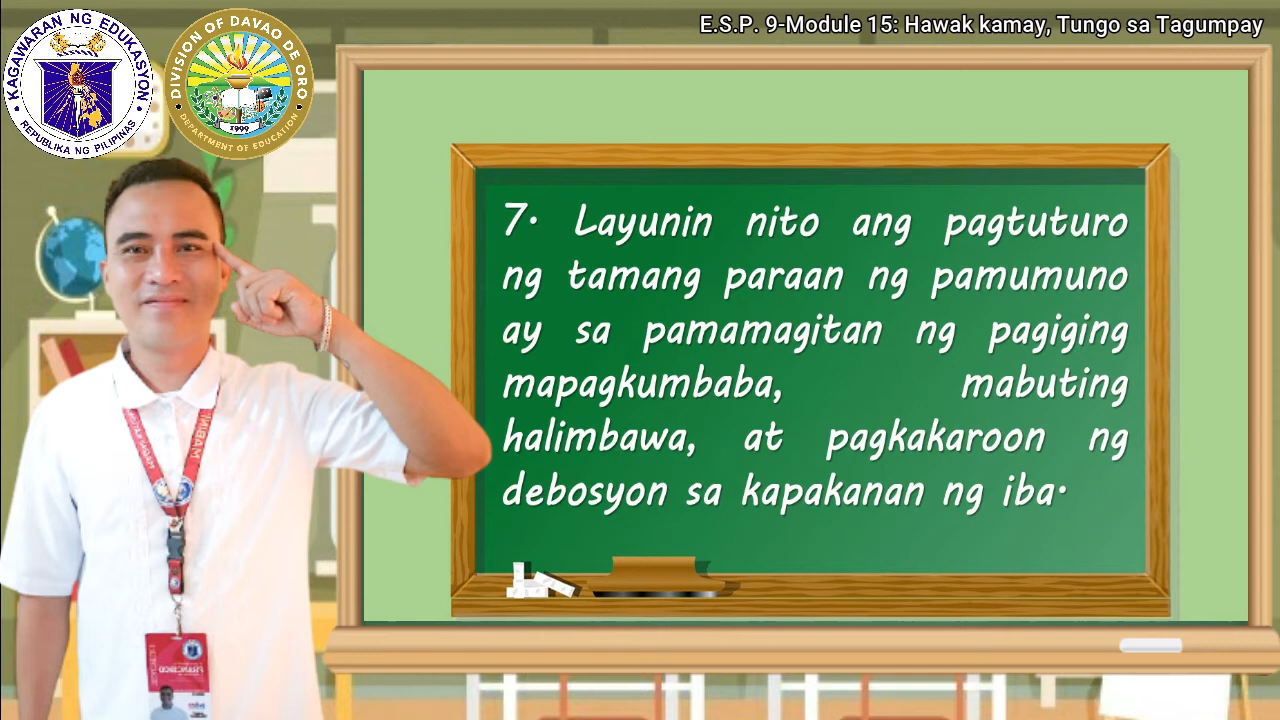 E.S.P. 9-Module 15: Hawak kamay, Tungo sa Tagumpay
KAGAWARAN NG EDUKASYON
REPUBLIKA NG PILIPINAS
DIVISION OF DAVAO DE ORO
1999
DEPARTMENT OF EDUCATION
7. Layunin nito ang pagtuturo
ng tamang paraan ng pamumuno
ay sa pamamagitan ng pagiging
mapagkumbaba, mabuting
halimbawa, at pagkakaroon ng
debosyon sa kapakanan ng iba.